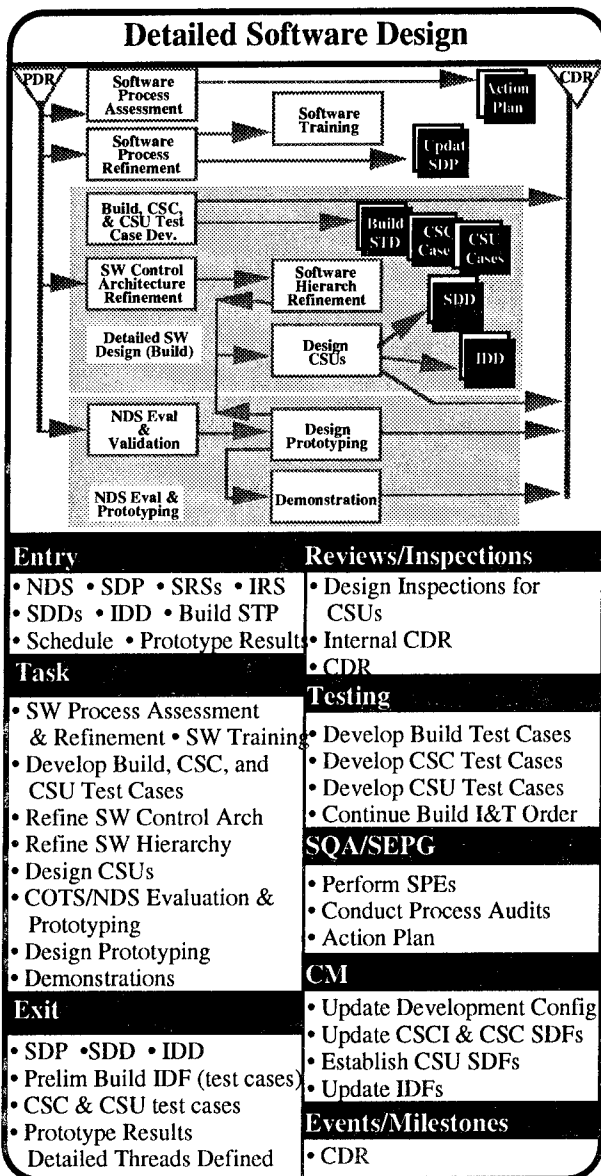 Detailed Software Design
PDR
CDR
Software
Process
Assessment
Action
Plan
Software
Training
Software
Process
Refinement
Updat
SDP
Build, CSC,
& CSU Test
Case Dev.
Build
STD
CSC
Case
CSU
Cases
SW Control
Architecture
Refinement
Software
Hierarch
Refinement
SDD
Detailed SW
Design (Build)
Design
CSUs
IDD
NDS Eval
&
Validation
Design
Prototyping
NDS Eval &
Prototyping
Demonstration
Entry
• NDS • SDP • SRSs • IRS
• SDDs • IDD • Build STP
• Schedule • Prototype Results
Task
• SW Process Assessment
& Refinement • SW Training
• Develop Build, CSC, and
CSU Test Cases
• Refine SW Control Arch
• Refine SW Hierarchy
• Design CSUs
• COTS/NDS Evaluation &
Prototyping
• Design Prototyping
• Demonstrations
Exit
• SDP •SDD • IDD
• Prelim Build IDF (test cases)
• CSC & CSU test cases
• Prototype Results
Detailed Threads Defined
Reviews/Inspections
• Design Inspections for
CSUs
• Internal CDR
• CDR
Testing
• Develop Build Test Cases
• Develop CSC Test Cases
• Develop CSU Test Cases
• Continue Build I&T Order
SQA/SEPG
• Perform SPEs
• Conduct Process Audits
• Action Plan
CM
• Update Development Config
• Update CSCI & CSC SDFs
• Establish CSU SDFs
• Update IDFs
Events/Milestones
• CDR